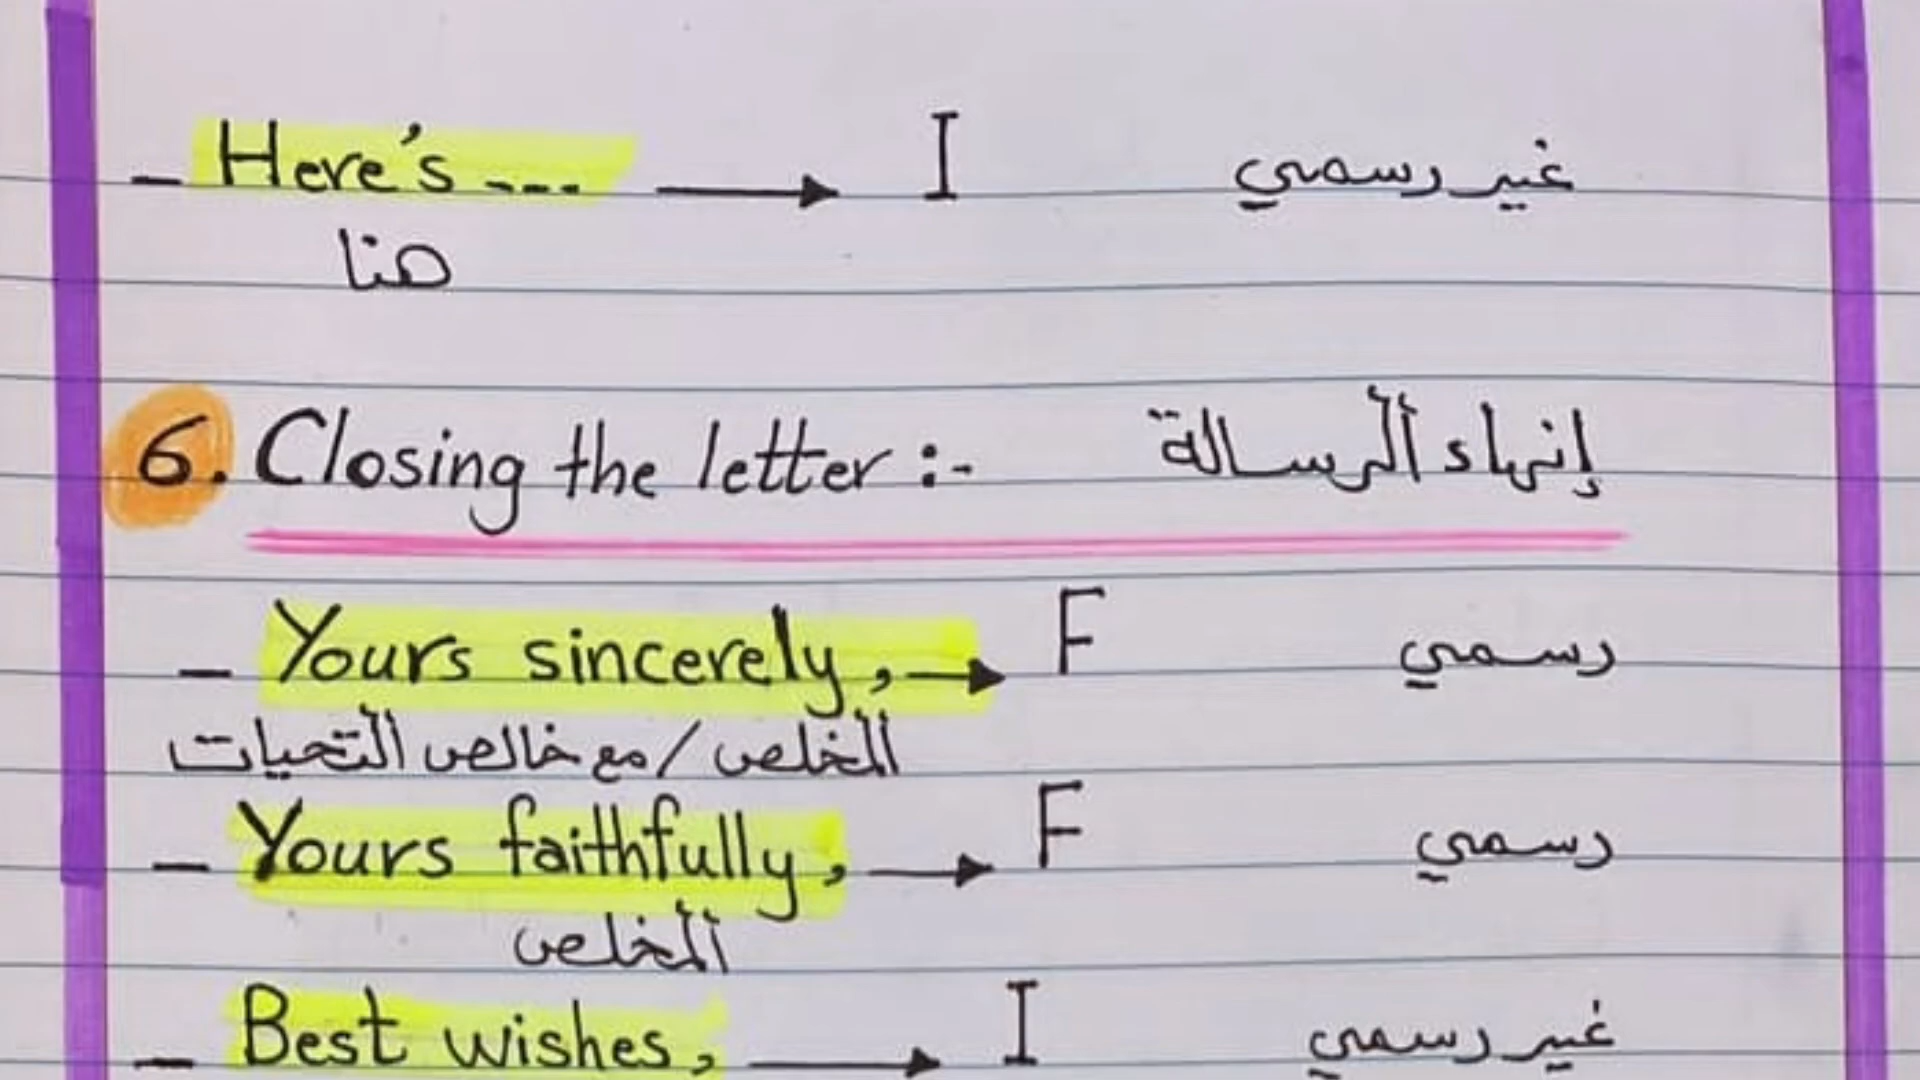 – Here's ---- → I غير رسمي
هنا
6. Closing the letter :- إنهاء الرسالة
– Yours sincerely, → F رسمي
المخلص / مع خالص التحيات
– Yours faithfully, → F رسمي
المخلص
– Best wishes, → I غير رسمي